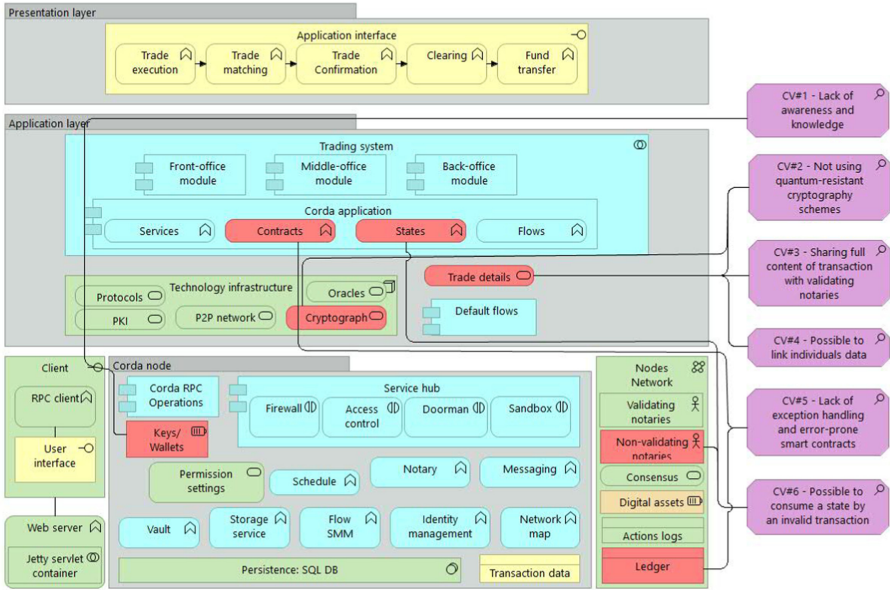 Presentation layer
Application interface
Trade
execution
Trade
matching
Trade
Confirmation
Clearing
Fund
transfer
Application layer
Trading system
Front-office
module
Middle-office
module
Back-office
module
Corda application
Services
Contracts
States
Flows
Technology infrastructure
Protocols
Oracles
PKI
P2P network
Cryptograph
Trade details
Default flows
CV#1 - Lack of
awareness and
knowledge
CV#2 - Not using
quantum-resistant
cryptography
schemes
CV#3 - Sharing full
content of transaction
with validating
notaries
CV#4 - Possible to
link individuals data
CV#5 - Lack of
exception handling
and error-prone
smart contracts
CV#6 - Possible to
consume a state by
an invalid transaction
Client
RPC client
User
interface
Web server
Jetty servlet
container
Corda node
Corda RPC
Operations
Keys/
Wallets
Service hub
Firewall
Access
control
Doorman
Sandbox
Permission
settings
Schedule
Notary
Messaging
Vault
Storage
service
Flow
SMM
Identity
management
Network
map
Persistence: SQL DB
Transaction data
Nodes
Network
Validating
notaries
Non-validating
notaries
Consensus
Digital assets
Actions logs
Ledger